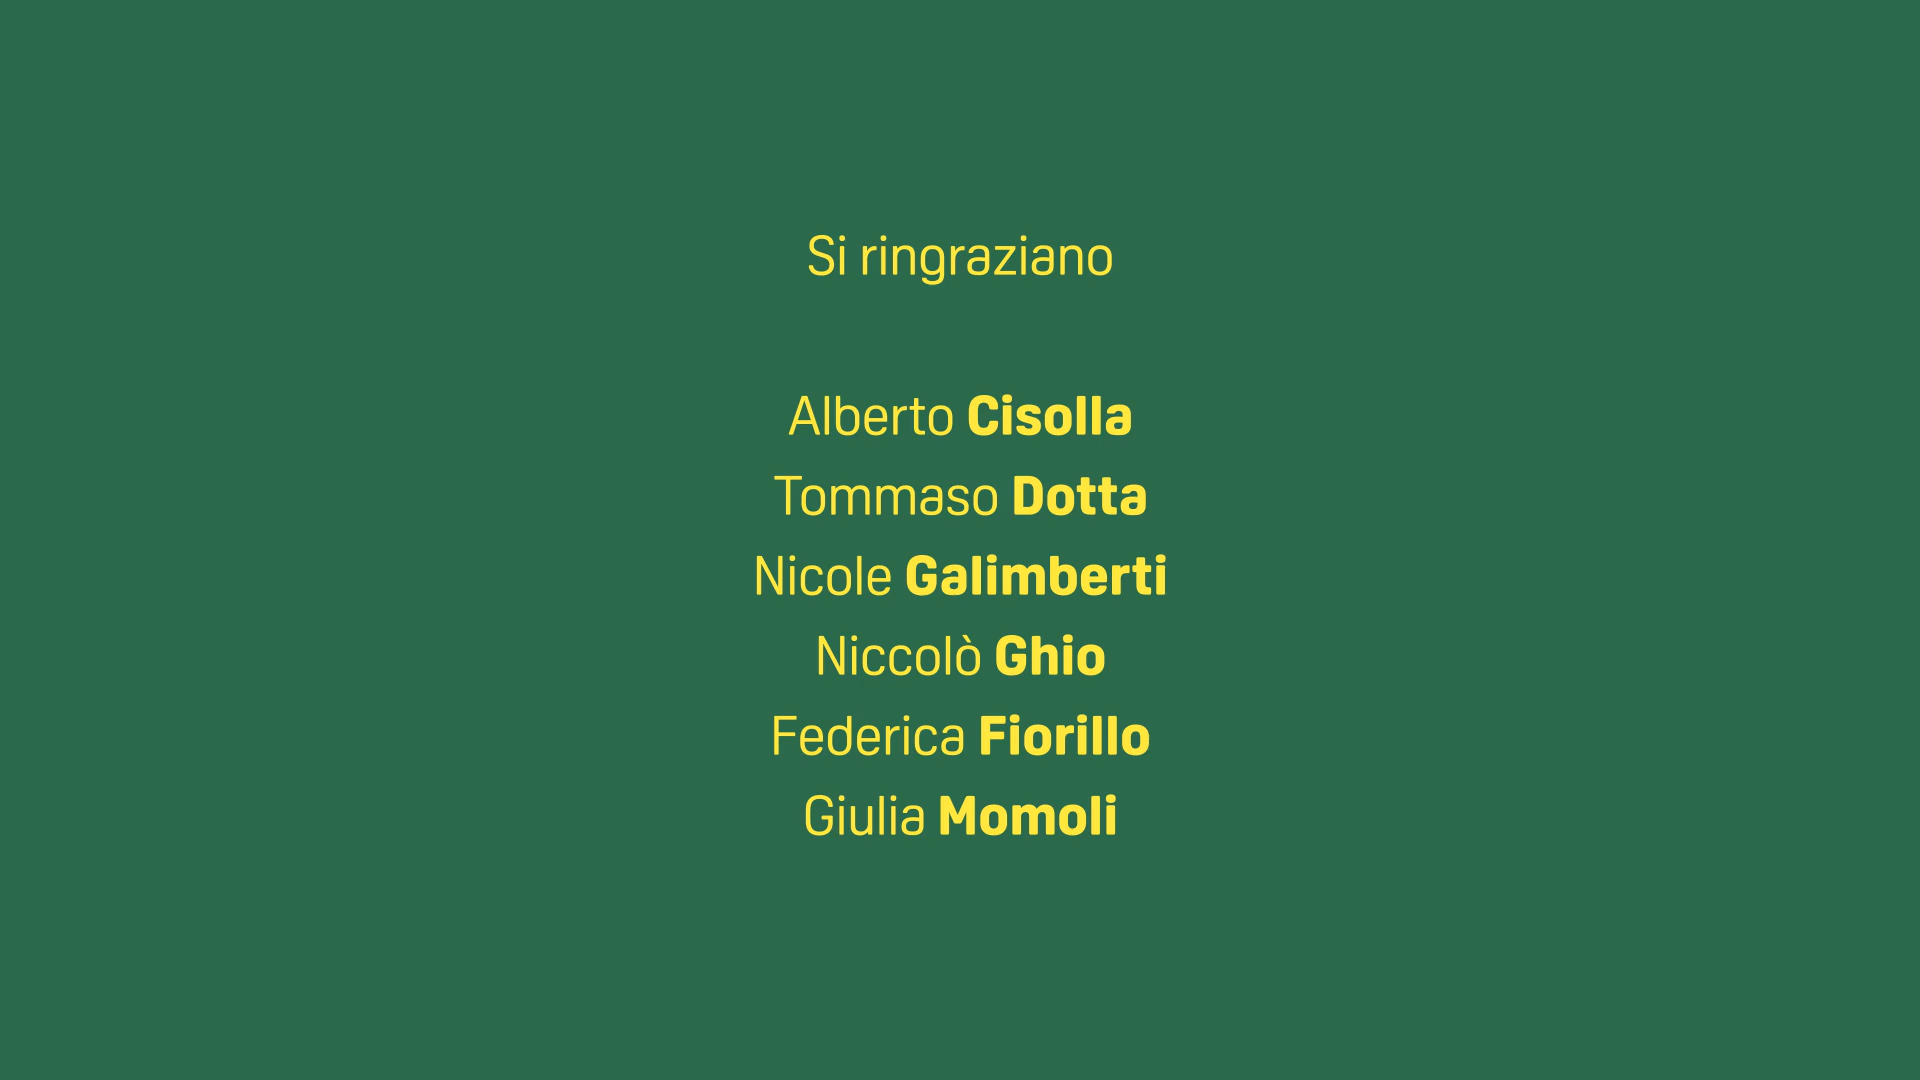 Si ringraziano
Alberto Cisolla
Tommaso Dotta
Nicole Galimberti
Niccolò Ghio
Federica Fiorillo
Giulia Momoli